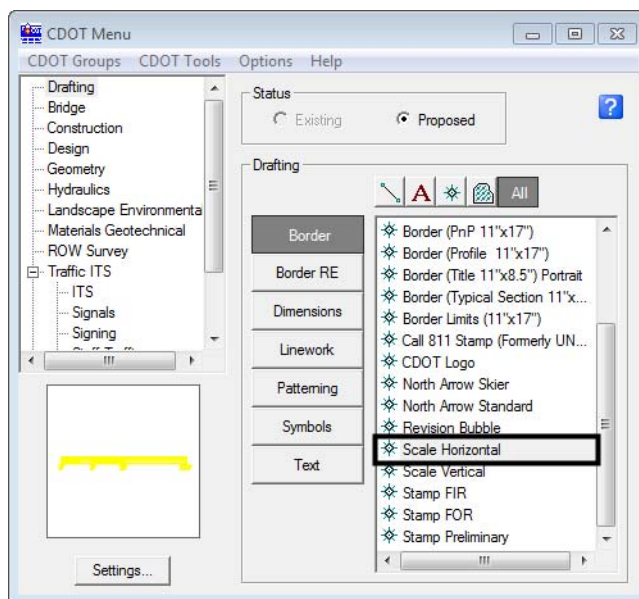 CDOT Menu
CDOT Groups CDOT Tools Options Help
Drafting
Bridge
Construction
Design
Geometry
Hydraulics
Landscape Environmenta
Materials Geotechnical
ROW Survey
Traffic ITS
ITS
Signals
Signing
Settings...
Status
Existing
Proposed
?
Drafting
A
All
Border
Border RE
Dimensions
Linework
Patterning
Symbols
Text
Border (PnP 11"x17")
Border (Profile 11"x17")
Border (Title 11"x8.5") Portrait
Border (Typical Section 11"x...
Border Limits (11"x17")
Call 811 Stamp (Formerly UN...
CDOT Logo
North Arrow Skier
North Arrow Standard
Revision Bubble
Scale Horizontal
Scale Vertical
Stamp FIR
Stamp FOR
Stamp Preliminary